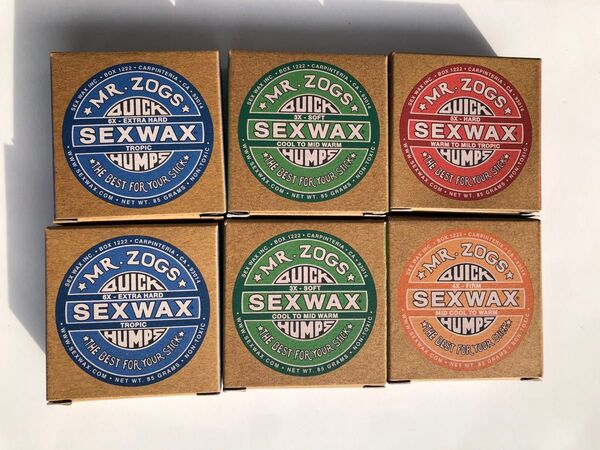 SEX WAX INC. • BOX 1222 • CARPINTERIA • CA. 93014
MR. ZOGS
QUICK
6X - EXTRA HARD
SEXWAX
TROPIC
HUMPS
THE BEST FOR YOUR STICK
WWW.SEXWAX.COM • NET WT. 85 GRAMS • NON TOXIC
SEX WAX INC. • BOX 1222 • CARPINTERIA • CA. 93014
MR. ZOGS
QUICK
3X - SOFT
SEXWAX
COOL TO MID WARM
HUMPS
THE BEST FOR YOUR STICK
WWW.SEXWAX.COM • NET WT. 85 GRAMS • NON TOXIC
SEX WAX INC. • BOX 1222 • CARPINTERIA • CA. 93014
MR. ZOGS
QUICK
5X - HARD
SEXWAX
WARM TO MILD TROPIC
HUMPS
THE BEST FOR YOUR STICK
WWW.SEXWAX.COM • NET WT. 85 GRAMS • NON TOXIC
SEX WAX INC. • BOX 1222 • CARPINTERIA • CA. 93014
MR. ZOGS
QUICK
6X - EXTRA HARD
SEXWAX
TROPIC
HUMPS
THE BEST FOR YOUR STICK
WWW.SEXWAX.COM • NET WT. 85 GRAMS • NON TOXIC
SEX WAX INC. • BOX 1222 • CARPINTERIA • CA. 93014
MR. ZOGS
QUICK
3X - SOFT
SEXWAX
COOL TO MID WARM
HUMPS
THE BEST FOR YOUR STICK
WWW.SEXWAX.COM • NET WT. 85 GRAMS • NON TOXIC
SEX WAX INC. • BOX 1222 • CARPINTERIA • CA. 93014
MR. ZOGS
QUICK
4X - FIRM
SEXWAX
MID COOL TO WARM
HUMPS
THE BEST FOR YOUR STICK
WWW.SEXWAX.COM • NET WT. 85 GRAMS • NON TOXIC